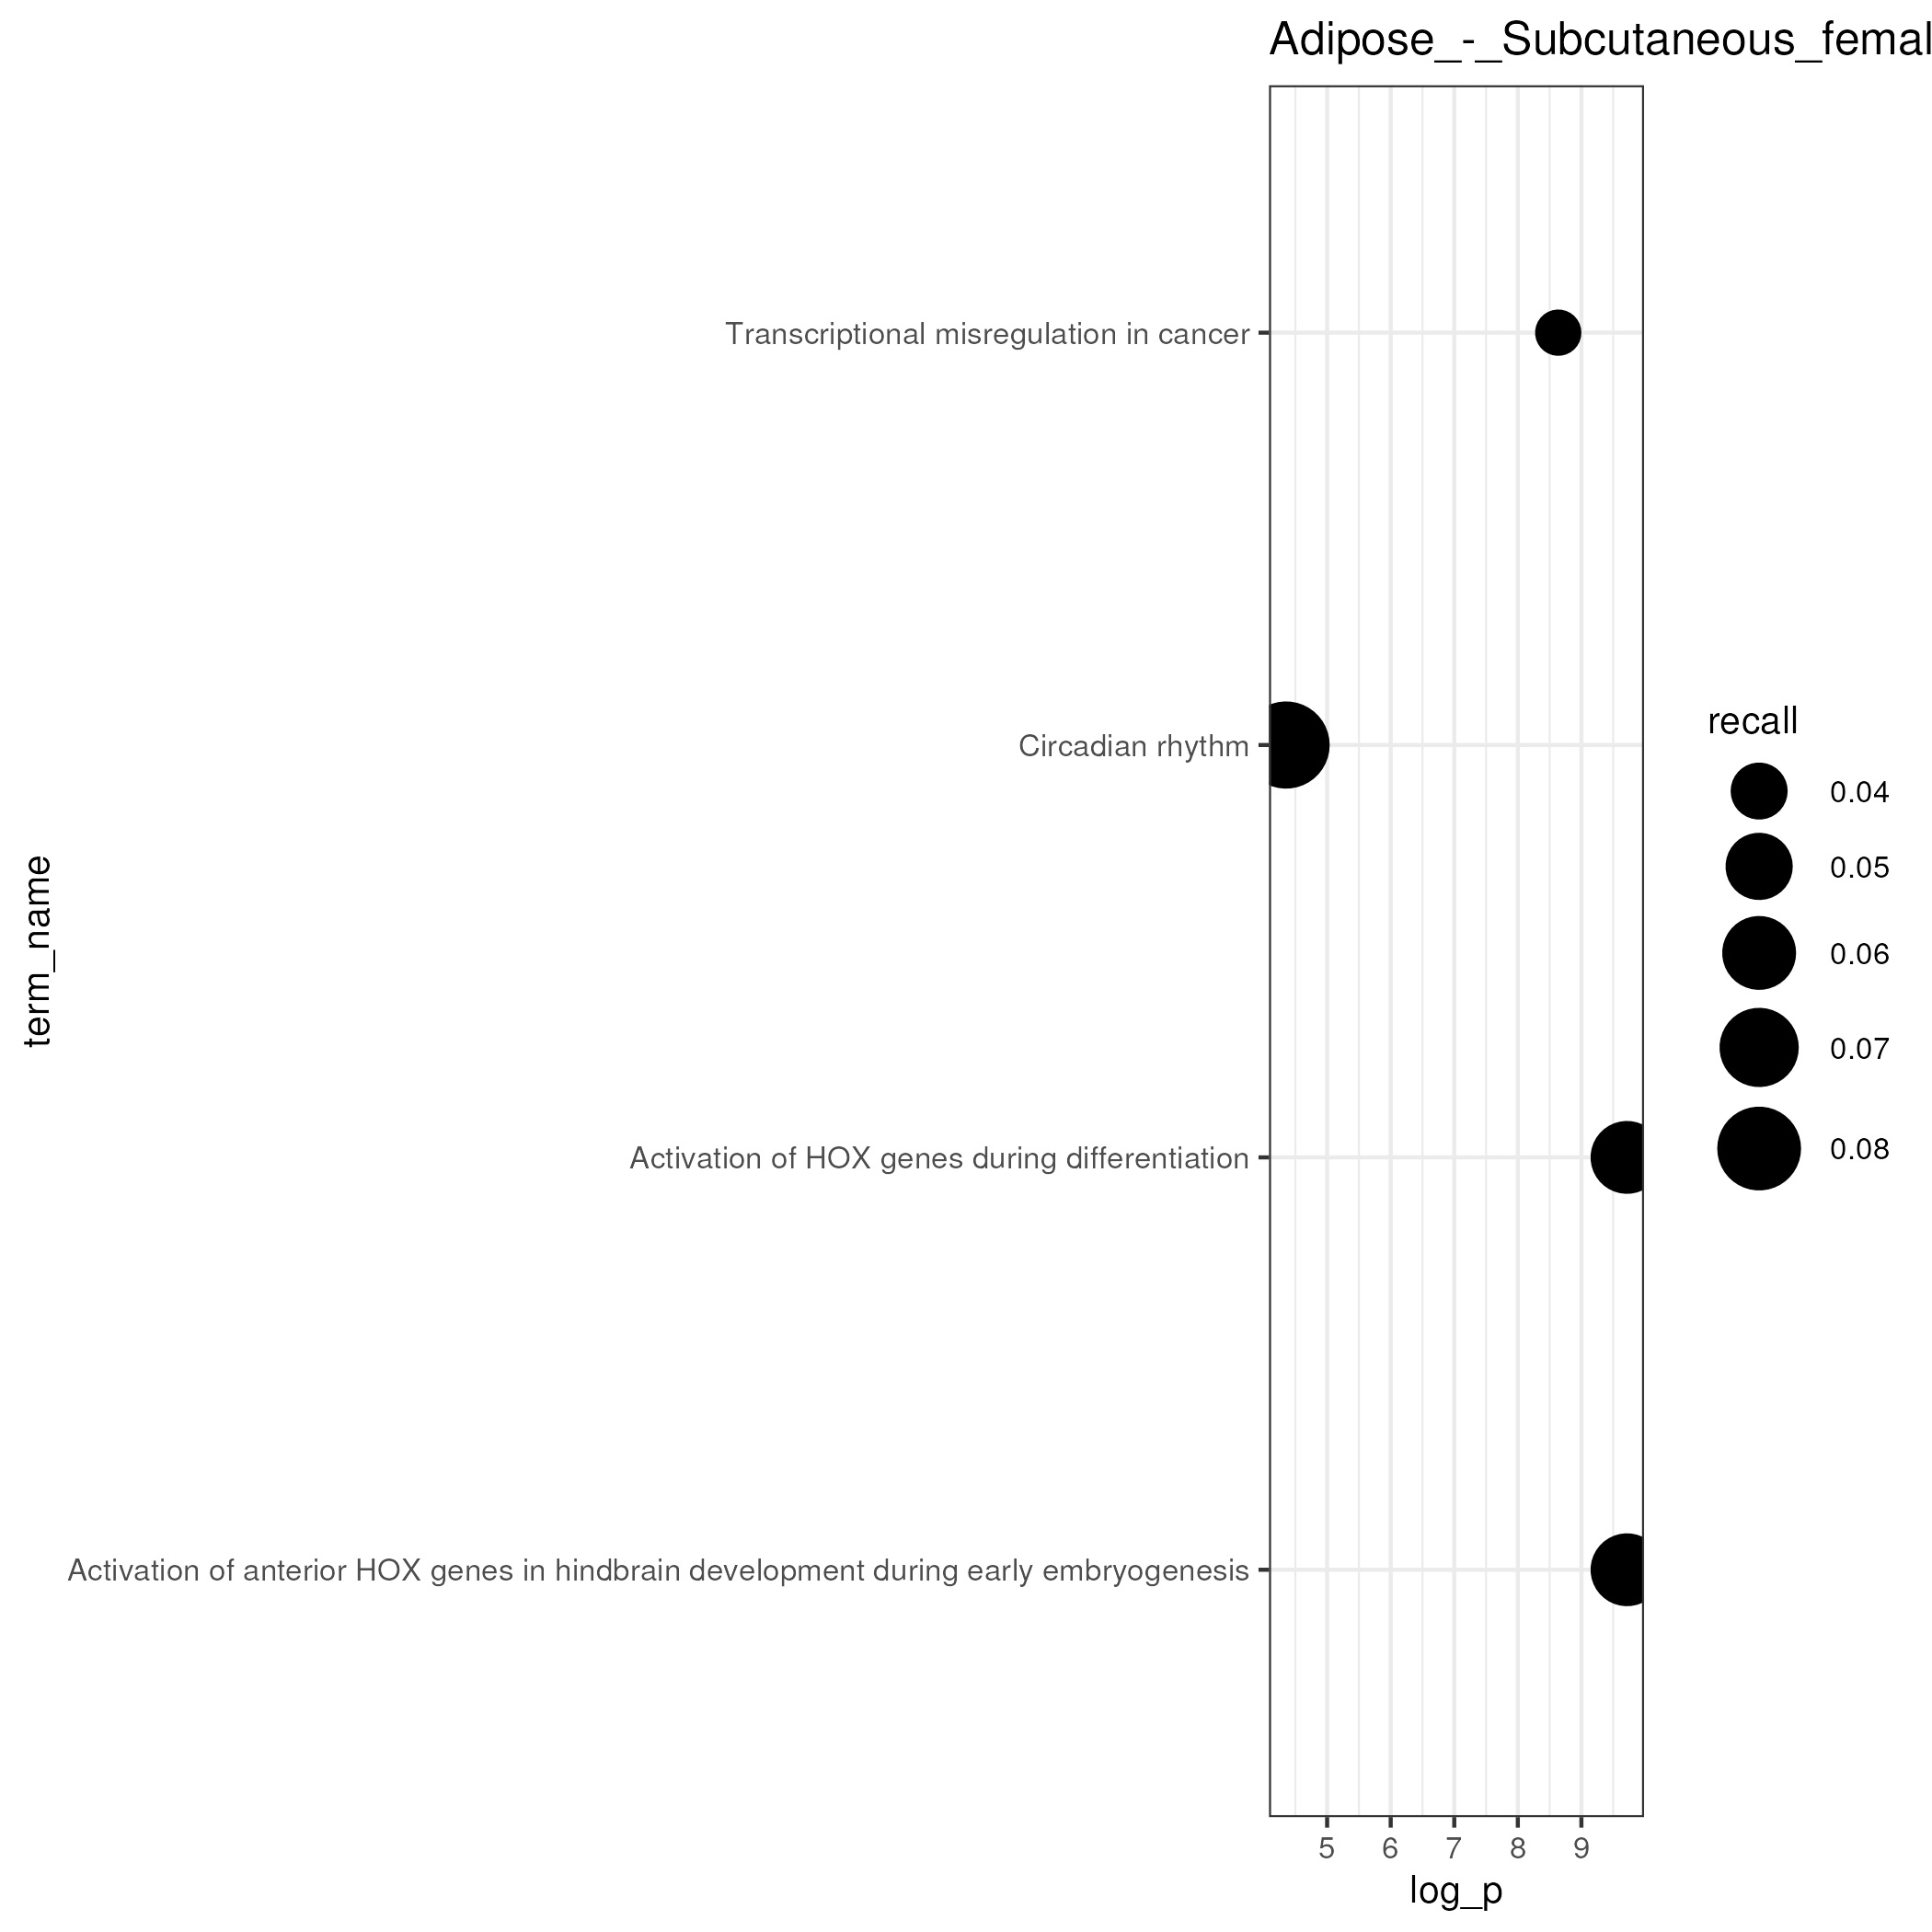 Adipose_-_Subcutaneous_femal
Transcriptional misregulation in cancer
Circadian rhythm
Activation of HOX genes during differentiation
Activation of anterior HOX genes in hindbrain development during early embryogenesis
term_name
5 6 7 8 9
log_p
recall
0.04
0.05
0.06
0.07
0.08